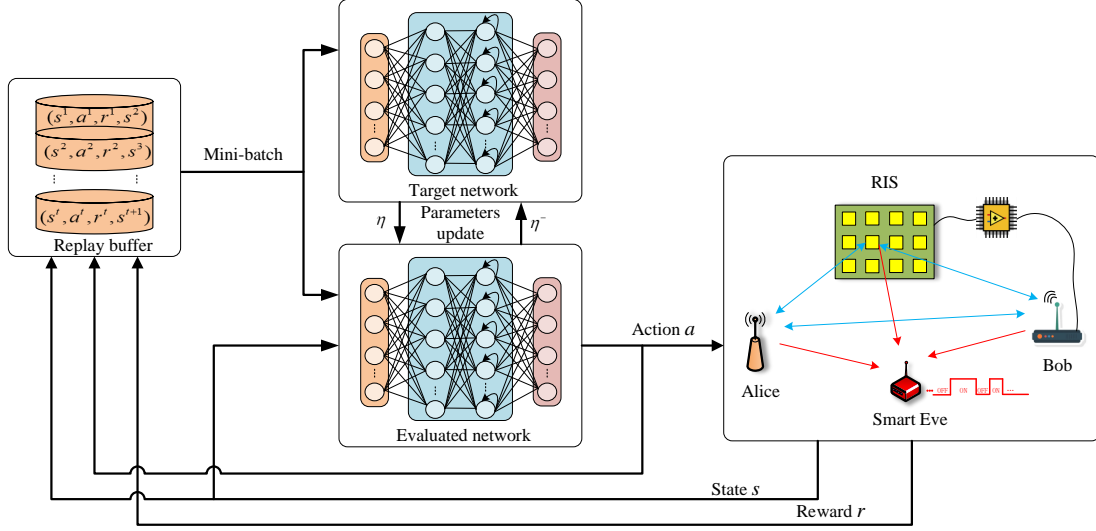 (s¹, a¹, r¹, s²)
(s², a², r², s³)
...
(sᵗ, aᵗ, rᵗ, sᵗ⁺¹)
Replay buffer
Mini-batch
Target network
η
Parameters
update
η⁻
Evaluated network
Action a
RIS
Alice
Bob
... OFF ON OFF ON ...
Smart Eve
State s
Reward r